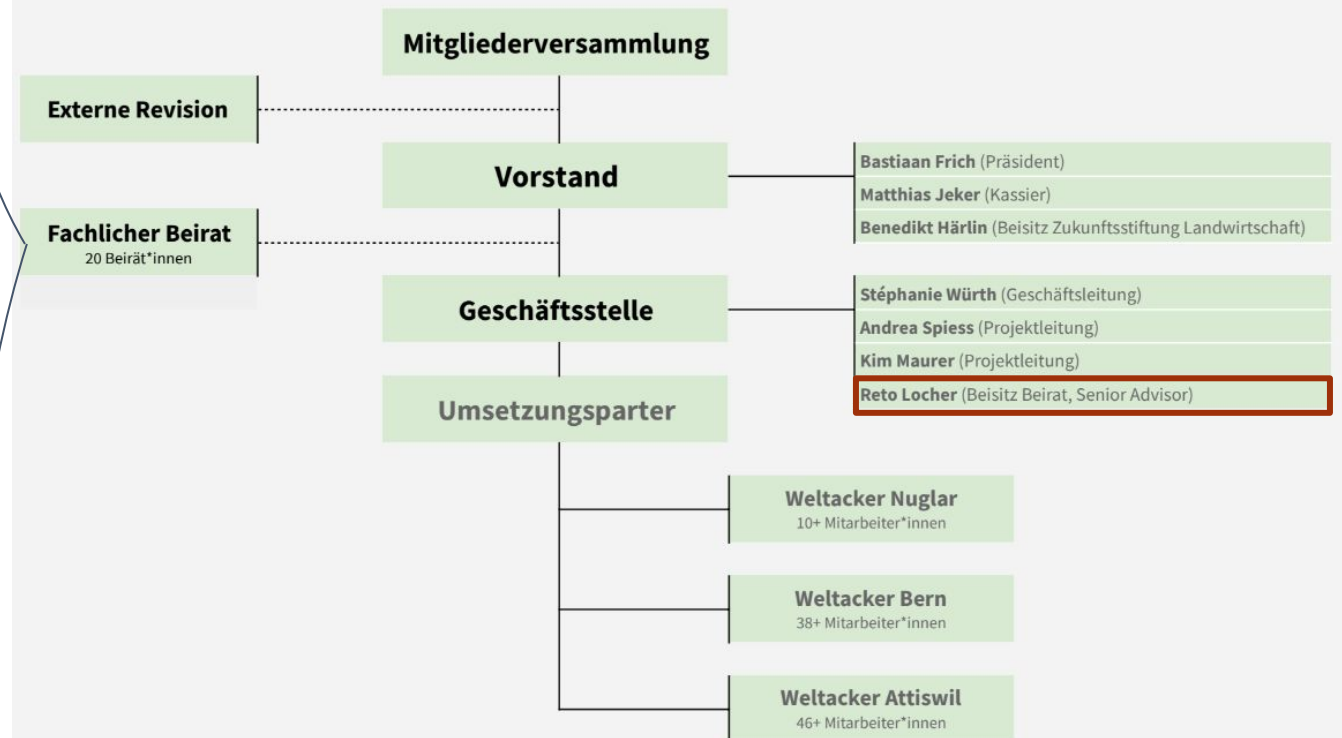 Mitgliederversammlung
Externe Revision
Vorstand
Bastiaan Frich (Präsident)
Matthias Jeker (Kassier)
Benedikt Härlin (Beisitz Zukunftsstiftung Landwirtschaft)
Fachlicher Beirat
20 Beirät*innen
Geschäftsstelle
Stéphanie Würth (Geschäftsleitung)
Andrea Spiess (Projektleitung)
Kim Maurer (Projektleitung)
Reto Locher (Beisitz Beirat, Senior Advisor)
Umsetzungsparter
Weltacker Nuglar
10+ Mitarbeiter*innen
Weltacker Bern
38+ Mitarbeiter*innen
Weltacker Attiswil
46+ Mitarbeiter*innen